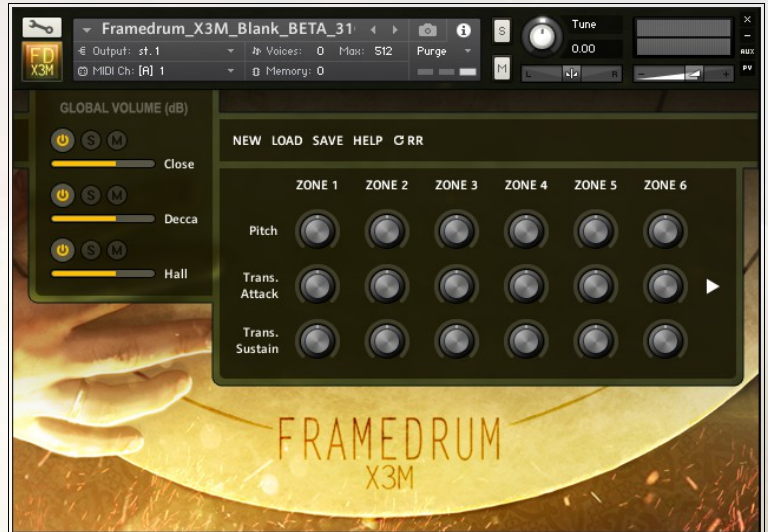 Framedrum_X3M_Blank_BETA_31
Output: st.1
Voices: 0 Max: 512
Purge
MIDI Ch: [A] 1
Memory: 0
FD
X3M
S
M
Tune
0.00
L R
- +
×
-
AUX
PV
GLOBAL VOLUME (dB)
S M
Close
S M
Decca
S M
Hall
NEW LOAD SAVE HELP RR
ZONE 1 ZONE 2 ZONE 3 ZONE 4 ZONE 5 ZONE 6
Pitch
Trans.
Attack
Trans.
Sustain
FRAMEDRUM
X3M